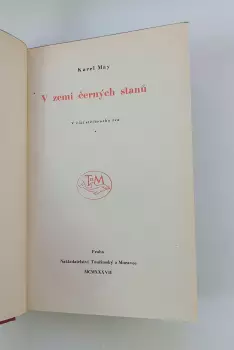 Karel May
V zemi černých stanů
T&M
Praha
Nakladatelství Toužimský a Moravec
MCMXXXVII